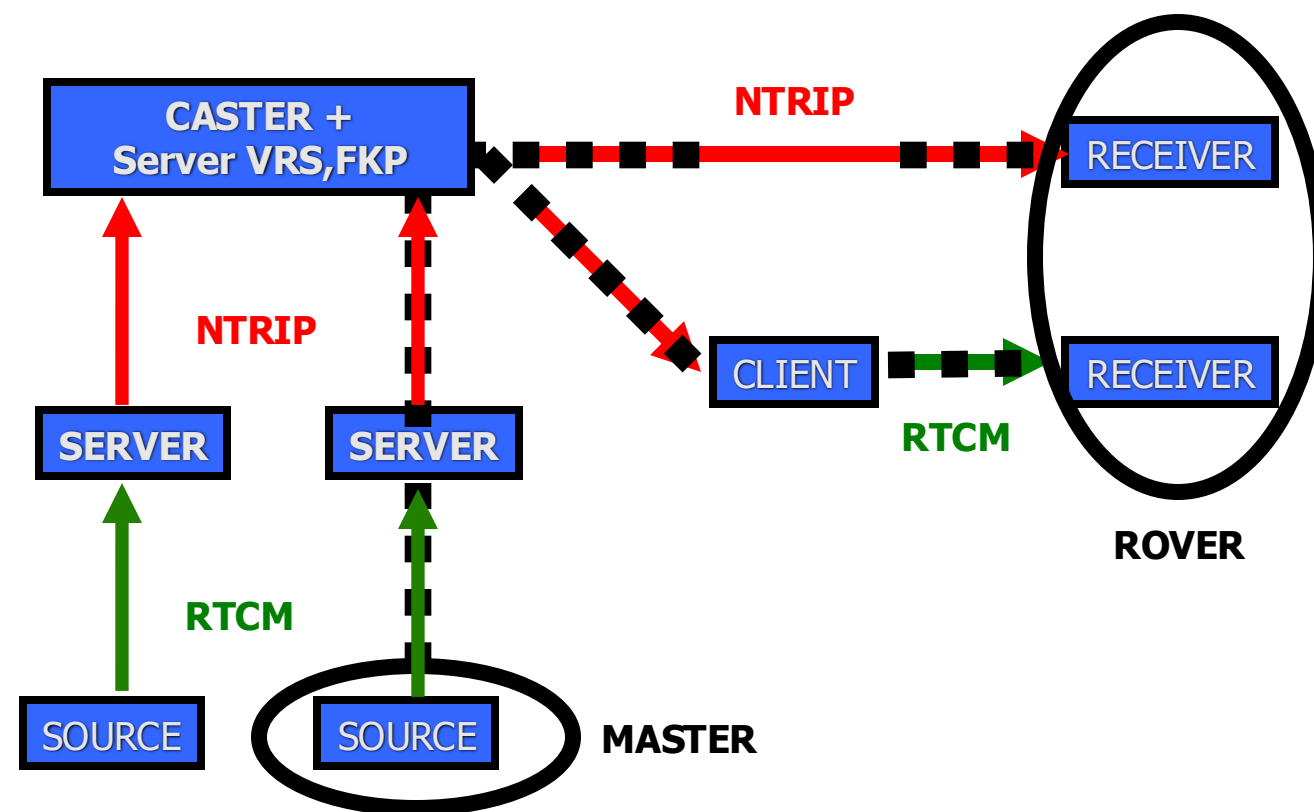 CASTER +
Server VRS,FKP
NTRIP
RECEIVER
NTRIP
CLIENT
RECEIVER
SERVER
SERVER
RTCM
ROVER
RTCM
SOURCE
SOURCE
MASTER